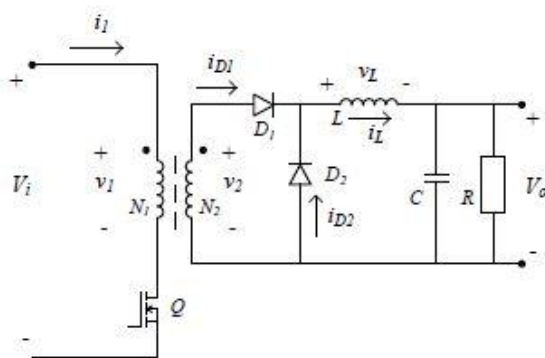 i1
iD1
+
vL
-
+
D1
L
iL
+
+
+
Vi
v1
N1
N2
v2
D2
C
R
Vo
-
-
iD2
-
Q
-